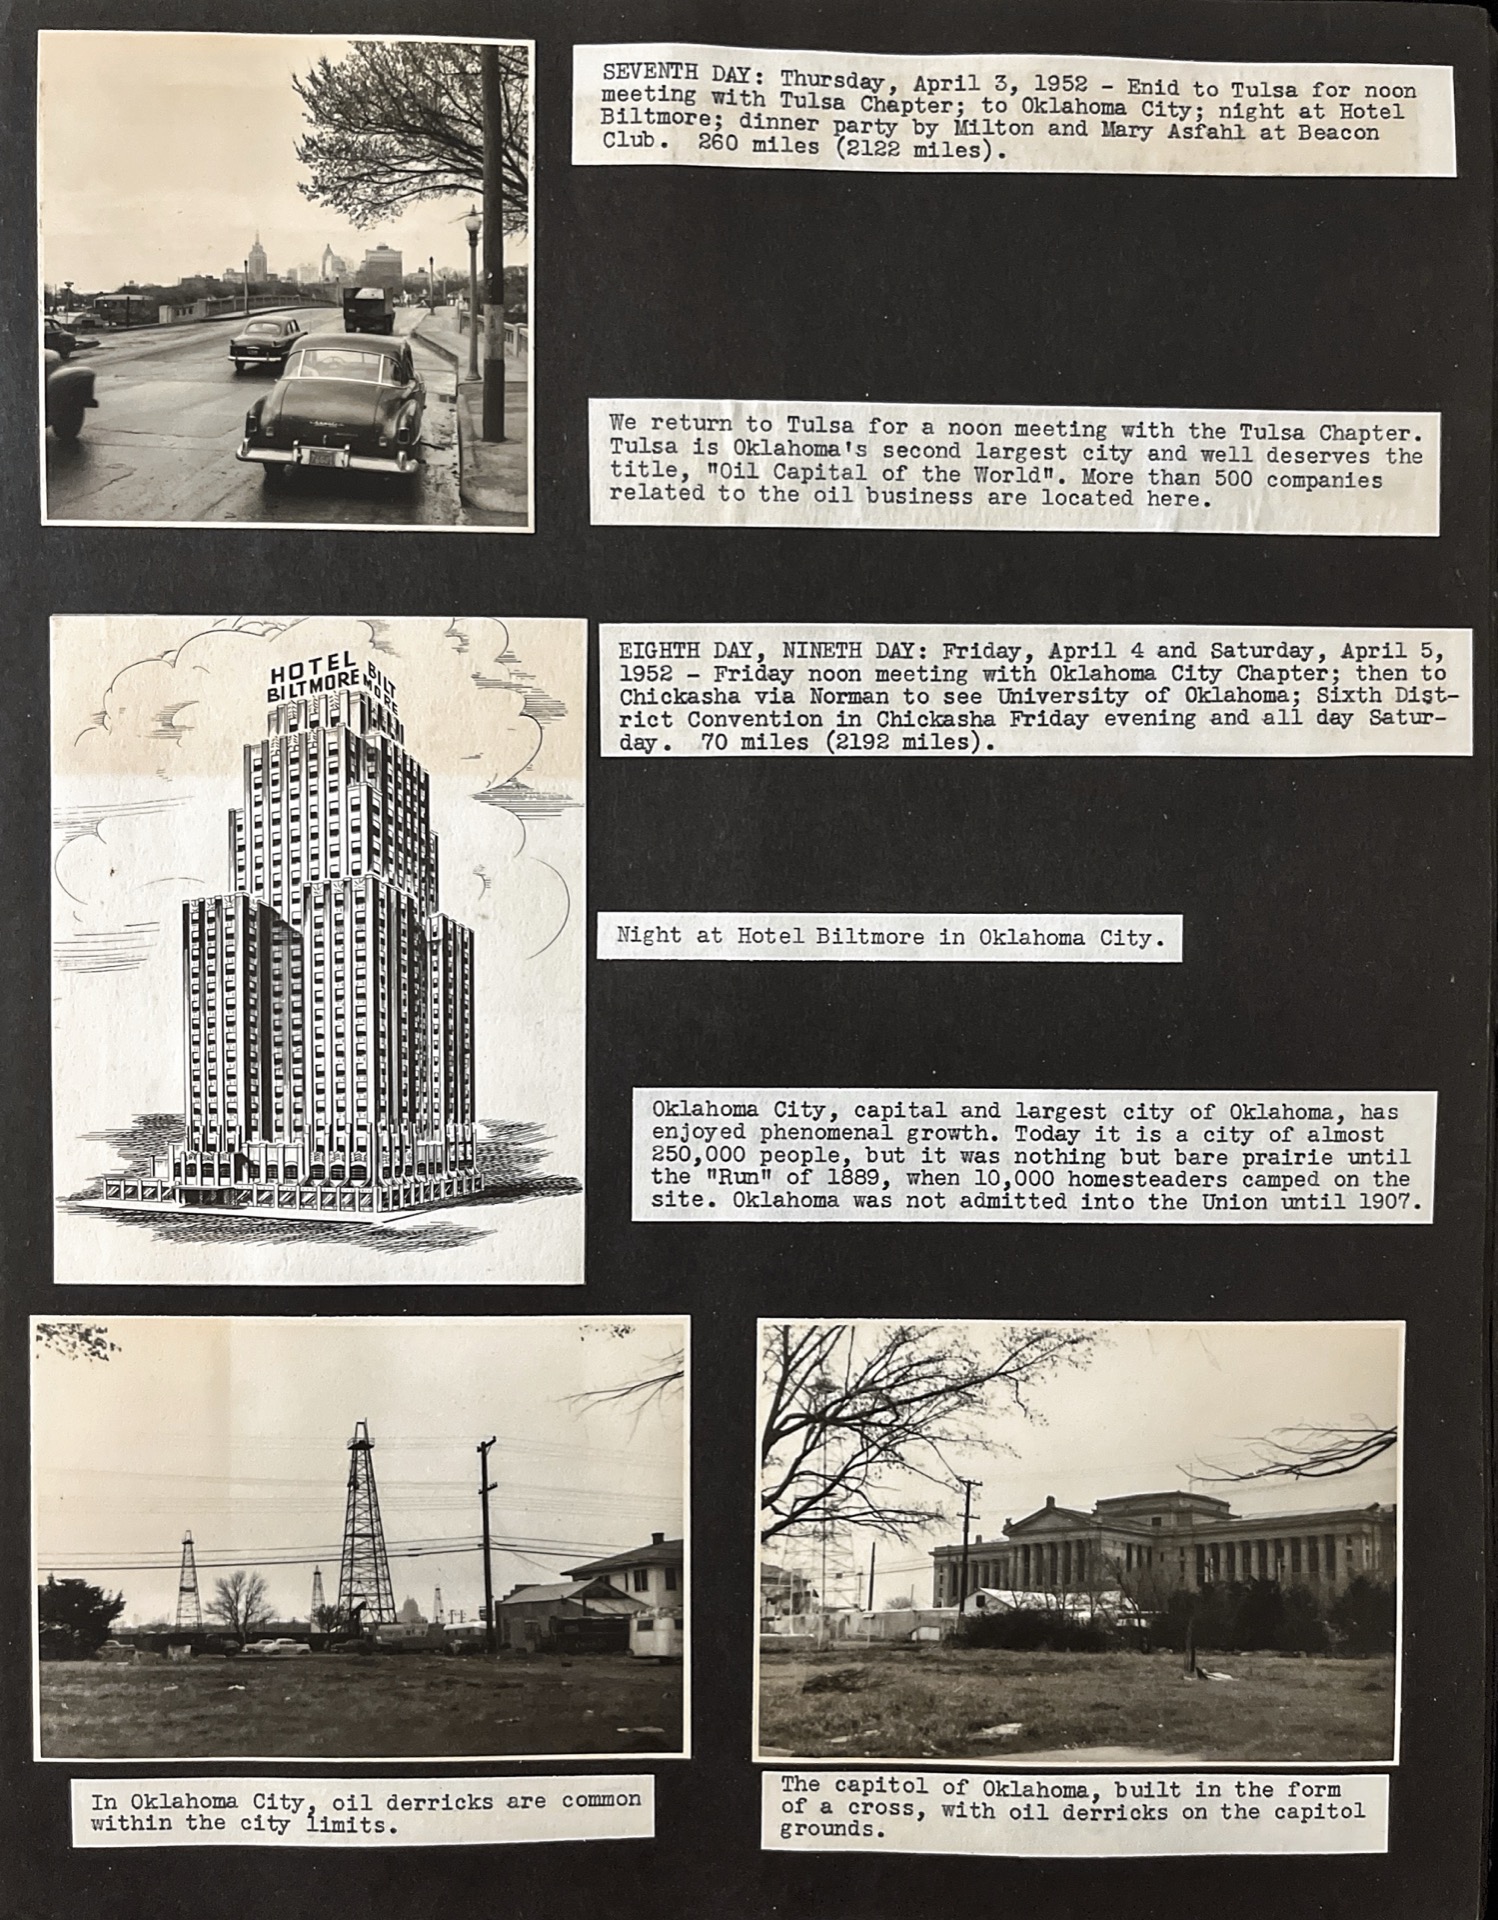 SEVENTH DAY: Thursday, April 3, 1952 - Enid to Tulsa for noon
meeting with Tulsa Chapter; to Oklahoma City; night at Hotel
Biltmore; dinner party by Milton and Mary Asfahl at Beacon
Club. 260 miles (2122 miles).
We return to Tulsa for a noon meeting with the Tulsa Chapter.
Tulsa is Oklahoma's second largest city and well deserves the
title, "Oil Capital of the World". More than 500 companies
related to the oil business are located here.
HOTEL
BILTMORE
BILT
MORE
EIGHTH DAY, NINETH DAY: Friday, April 4 and Saturday, April 5,
1952 - Friday noon meeting with Oklahoma City Chapter; then to
Chickasha via Norman to see University of Oklahoma; Sixth Dist-
rict Convention in Chickasha Friday evening and all day Satur-
day. 70 miles (2192 miles).
Night at Hotel Biltmore in Oklahoma City.
Oklahoma City, capital and largest city of Oklahoma, has
enjoyed phenomenal growth. Today it is a city of almost
250,000 people, but it was nothing but bare prairie until
the "Run" of 1889, when 10,000 homesteaders camped on the
site. Oklahoma was not admitted into the Union until 1907.
In Oklahoma City, oil derricks are common
within the city limits.
The capitol of Oklahoma, built in the form
of a cross, with oil derricks on the capitol
grounds.